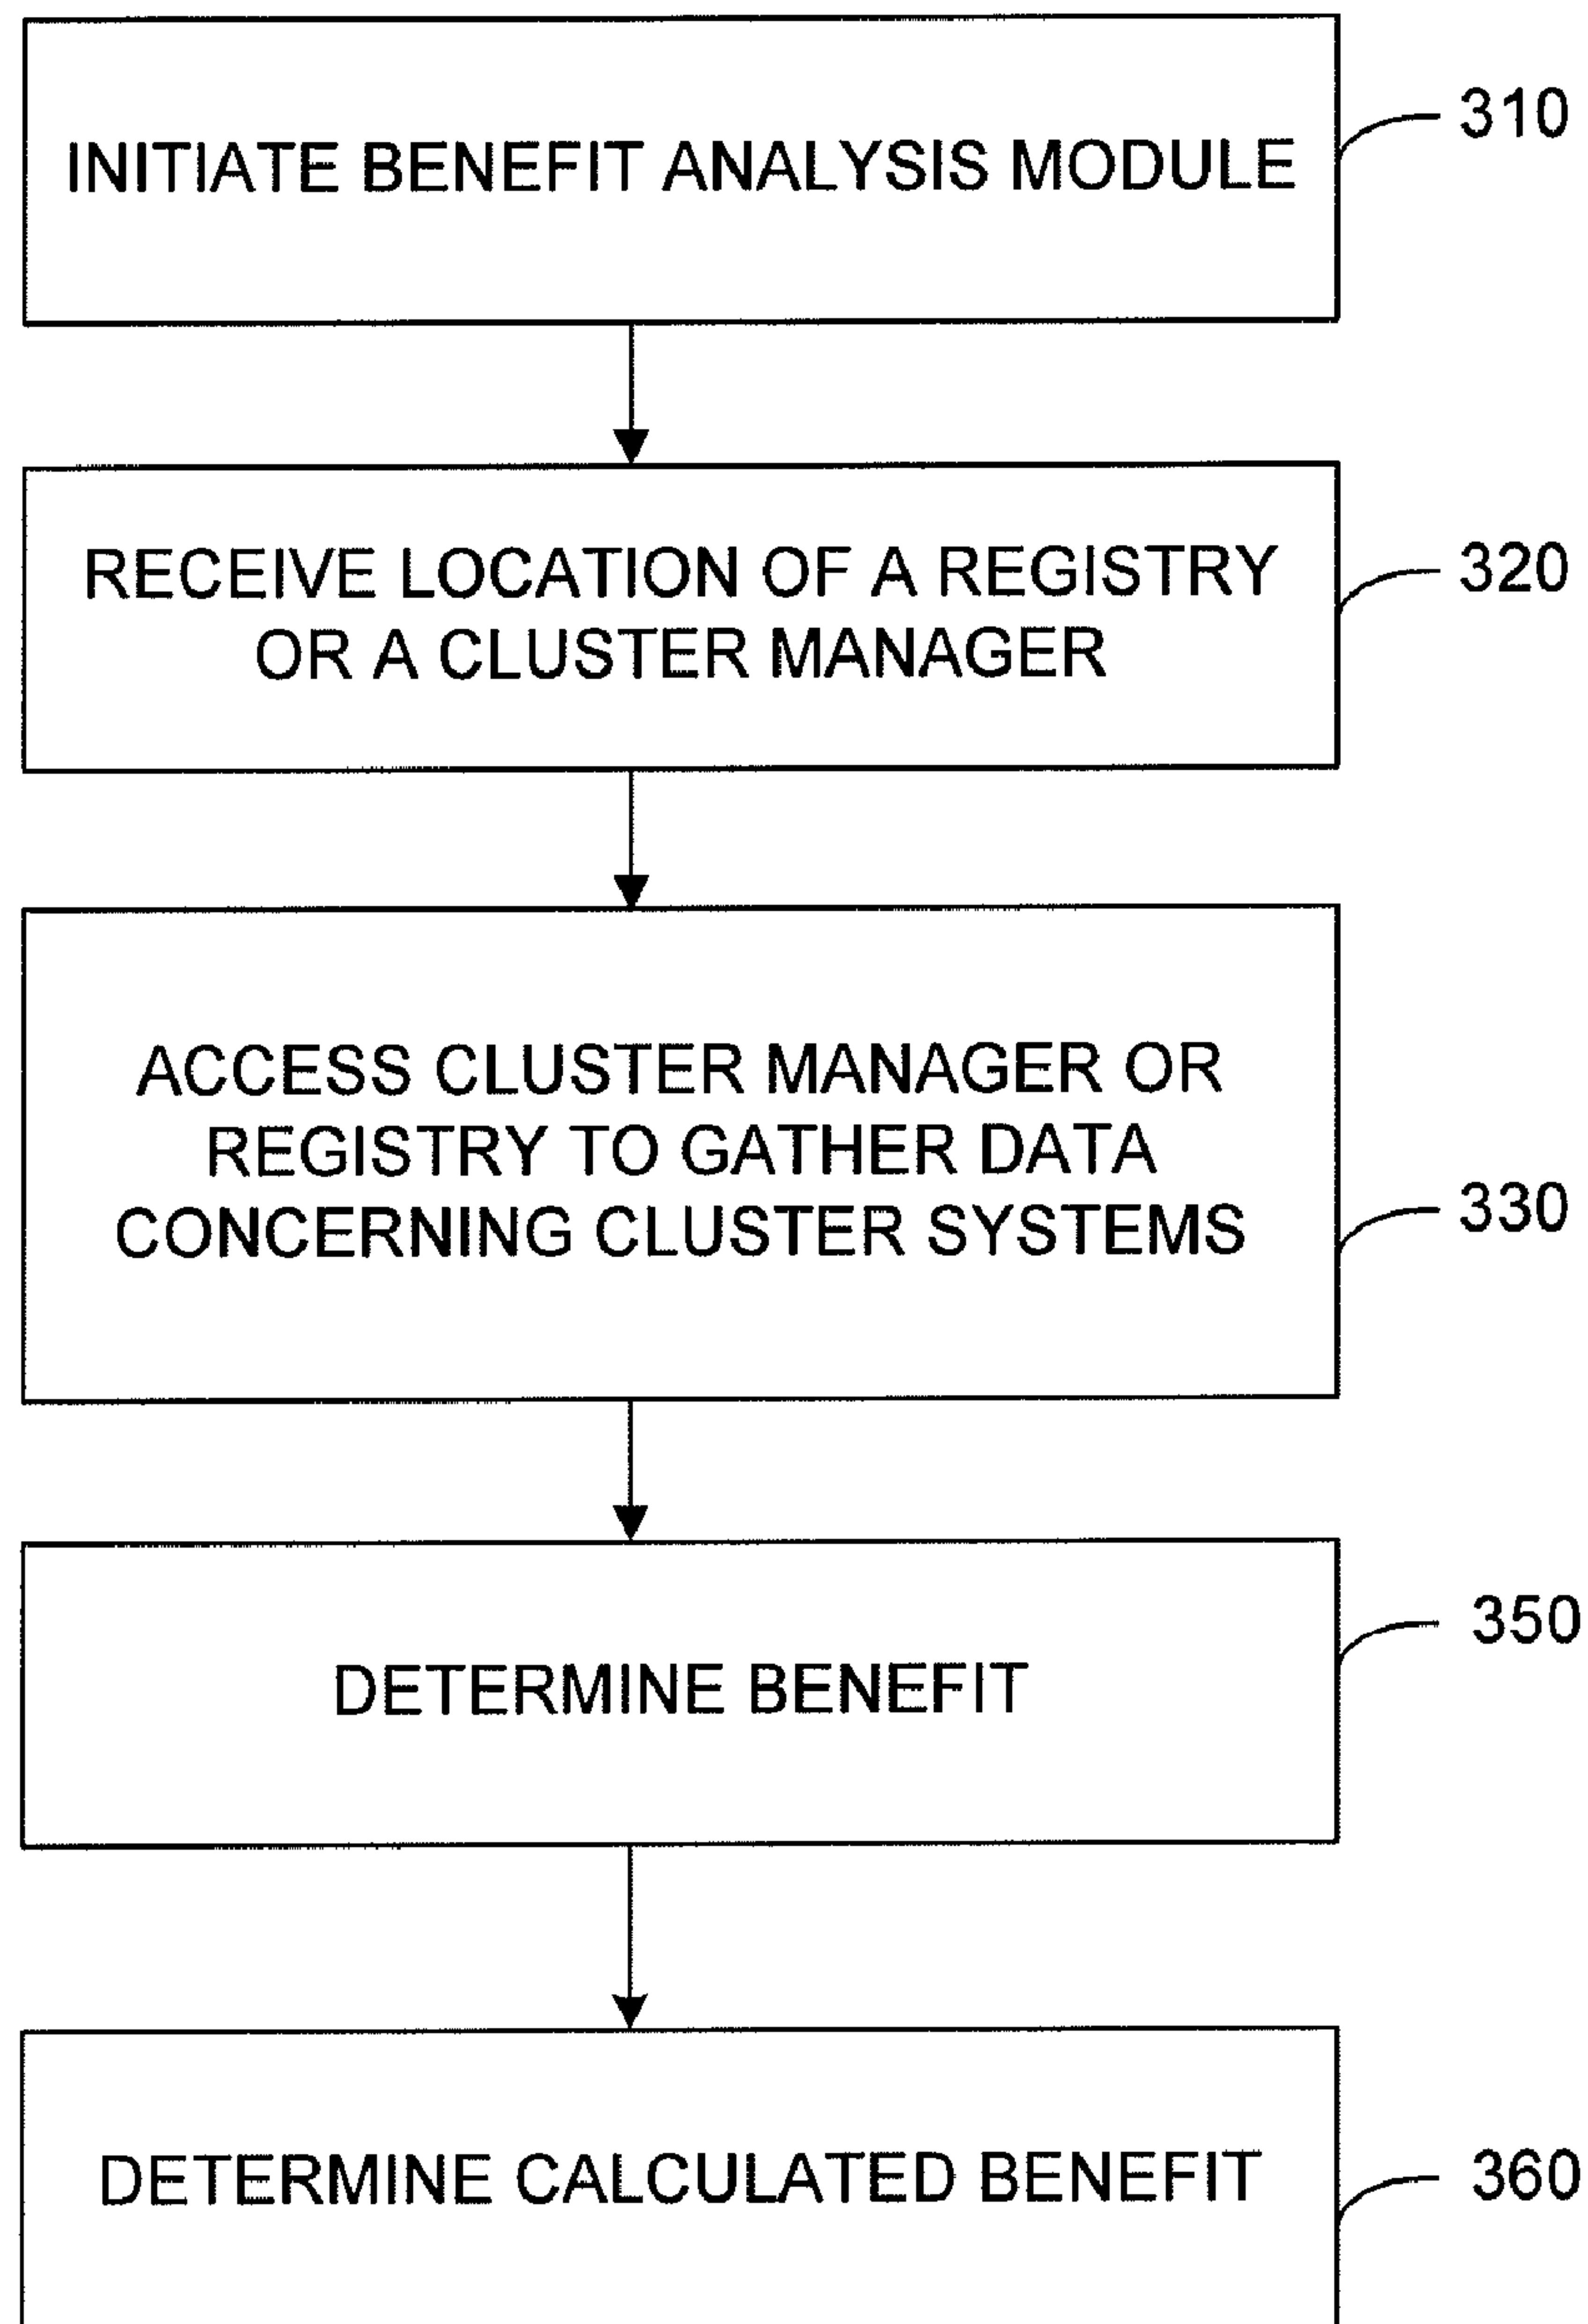 INITIATE BENEFIT ANALYSIS MODULE
310
RECEIVE LOCATION OF A REGISTRY
OR A CLUSTER MANAGER
320
ACCESS CLUSTER MANAGER OR
REGISTRY TO GATHER DATA
CONCERNING CLUSTER SYSTEMS
330
DETERMINE BENEFIT
350
DETERMINE CALCULATED BENEFIT
360